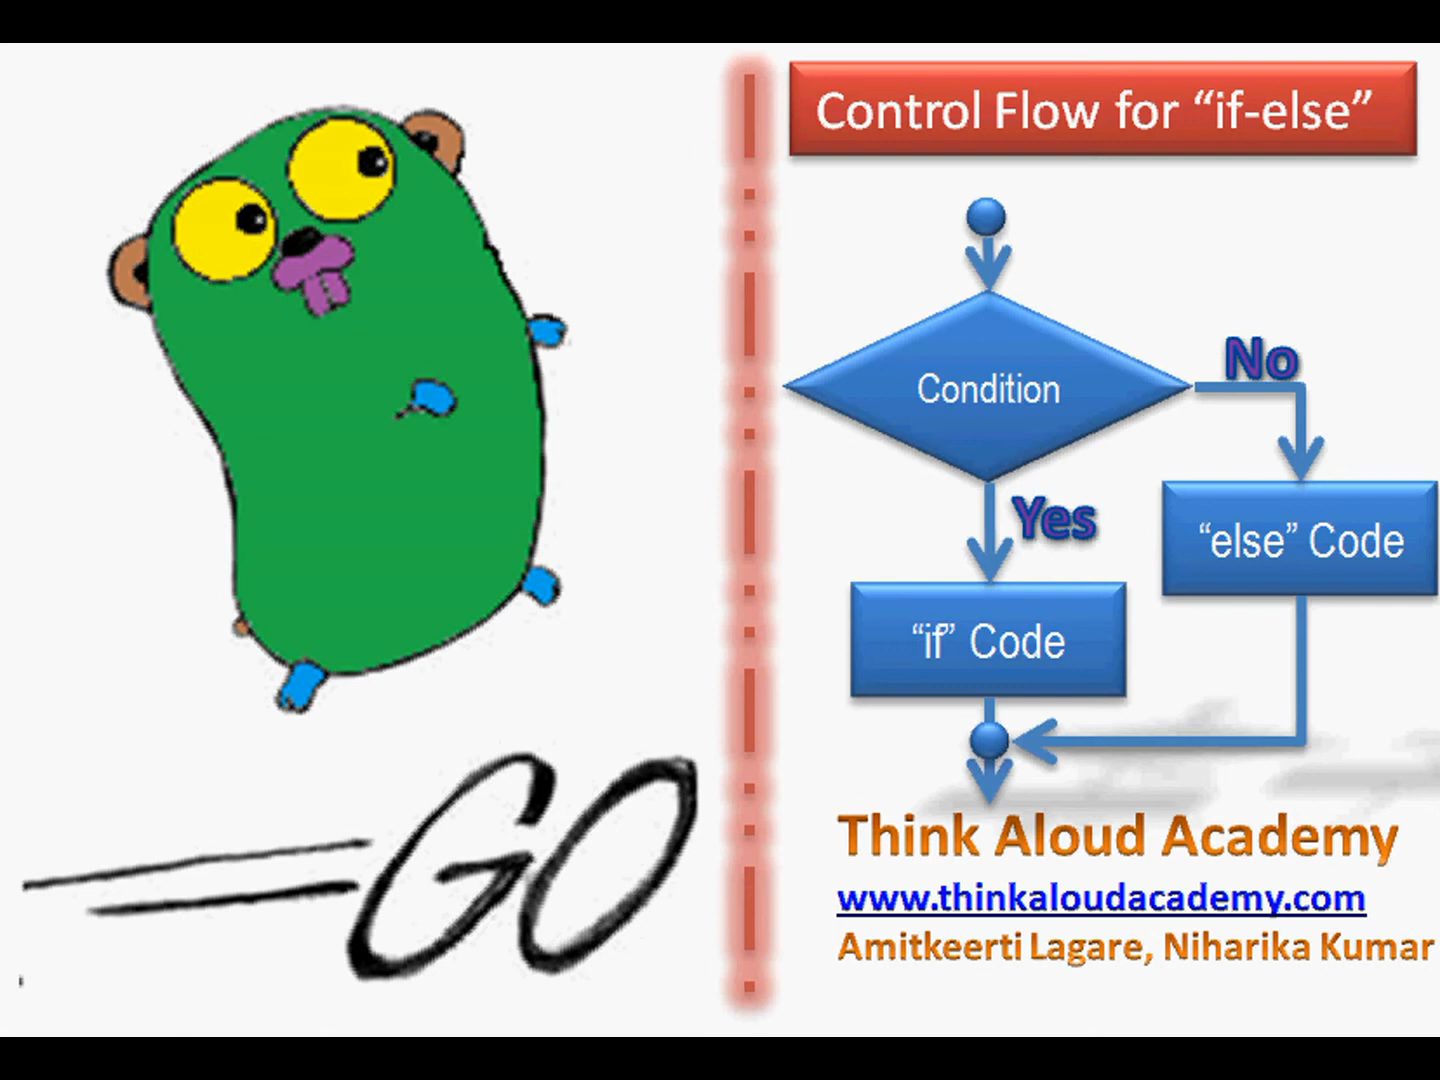 Control Flow for “if-else”
Condition
No
Yes
“else” Code
“if” Code
GO
Think Aloud Academy
www.thinkaloudacademy.com
Amitkeerti Lagare, Niharika Kumar